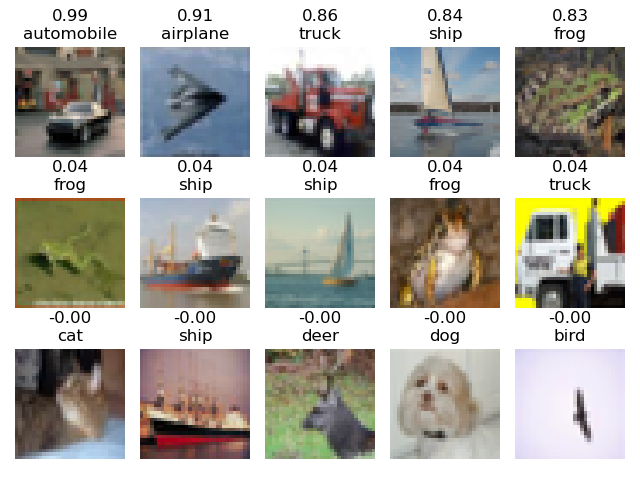 0.99 0.91 0.86 0.84 0.83
automobile airplane truck ship frog
0.04 0.04 0.04 0.04 0.04
frog ship ship frog truck
-0.00 -0.00 -0.00 -0.00 -0.00
cat ship deer dog bird